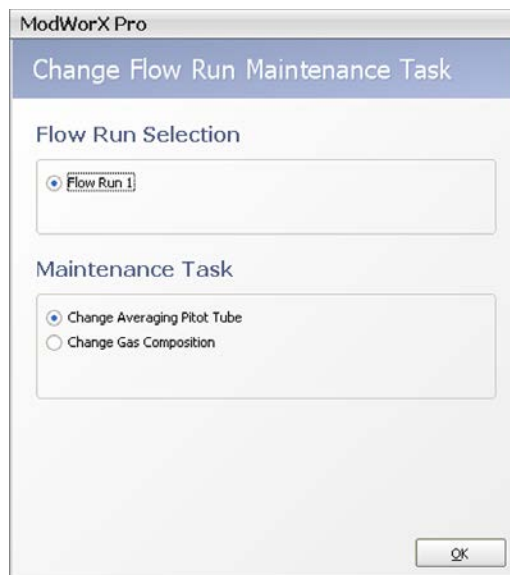 ModWorX Pro
Change Flow Run Maintenance Task
Flow Run Selection
Flow Run 1
Maintenance Task
Change Averaging Pitot Tube
Change Gas Composition
OK